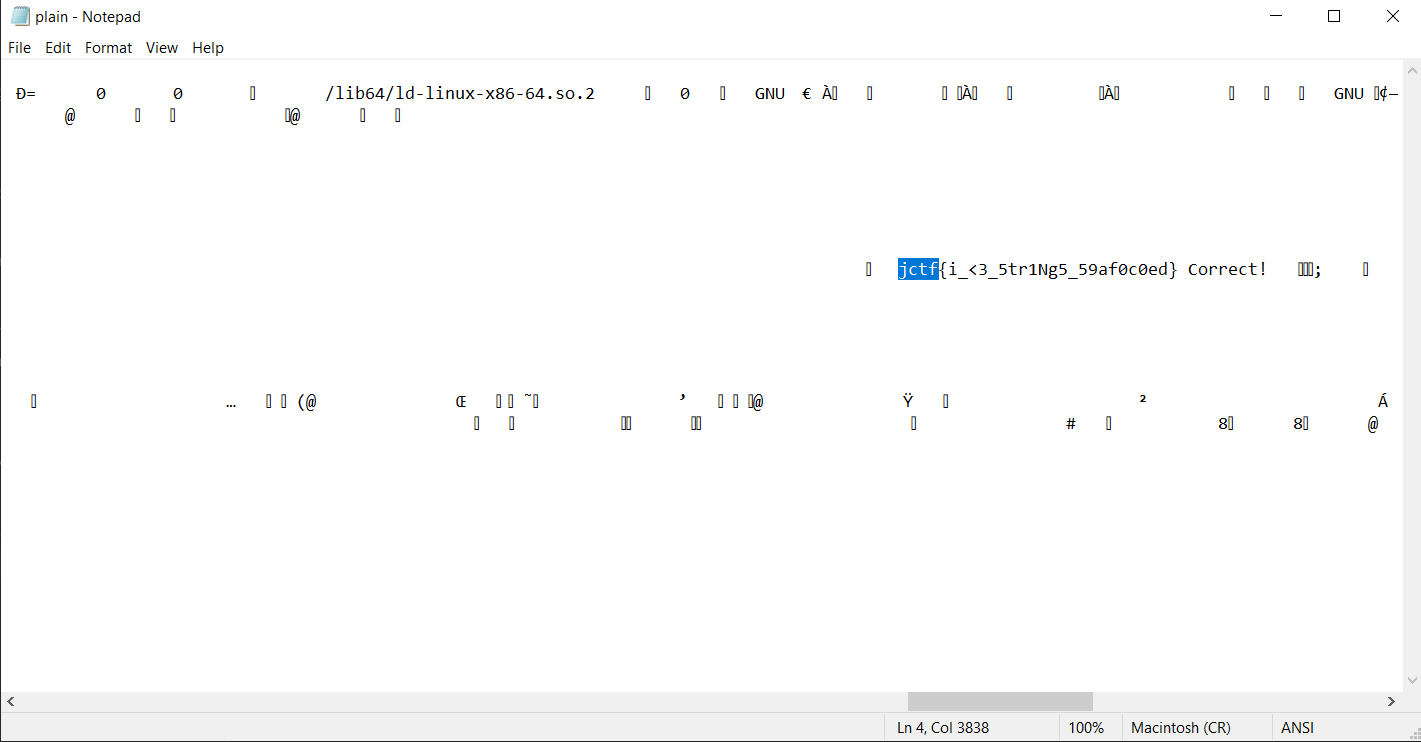 plain - Notepad
File Edit Format View Help
Ð= 0 0 /lib64/ld-linux-x86-64.so.2 0 GNU € À À À GNU ¢—
@ @
jctf{i_<3_5tr1Ng5_59af0c0ed} Correct! ;
… (@ Œ ˜ ’ @ Ÿ ² Á
# 8 8 @
Ln 4, Col 3838 100% Macintosh (CR) ANSI